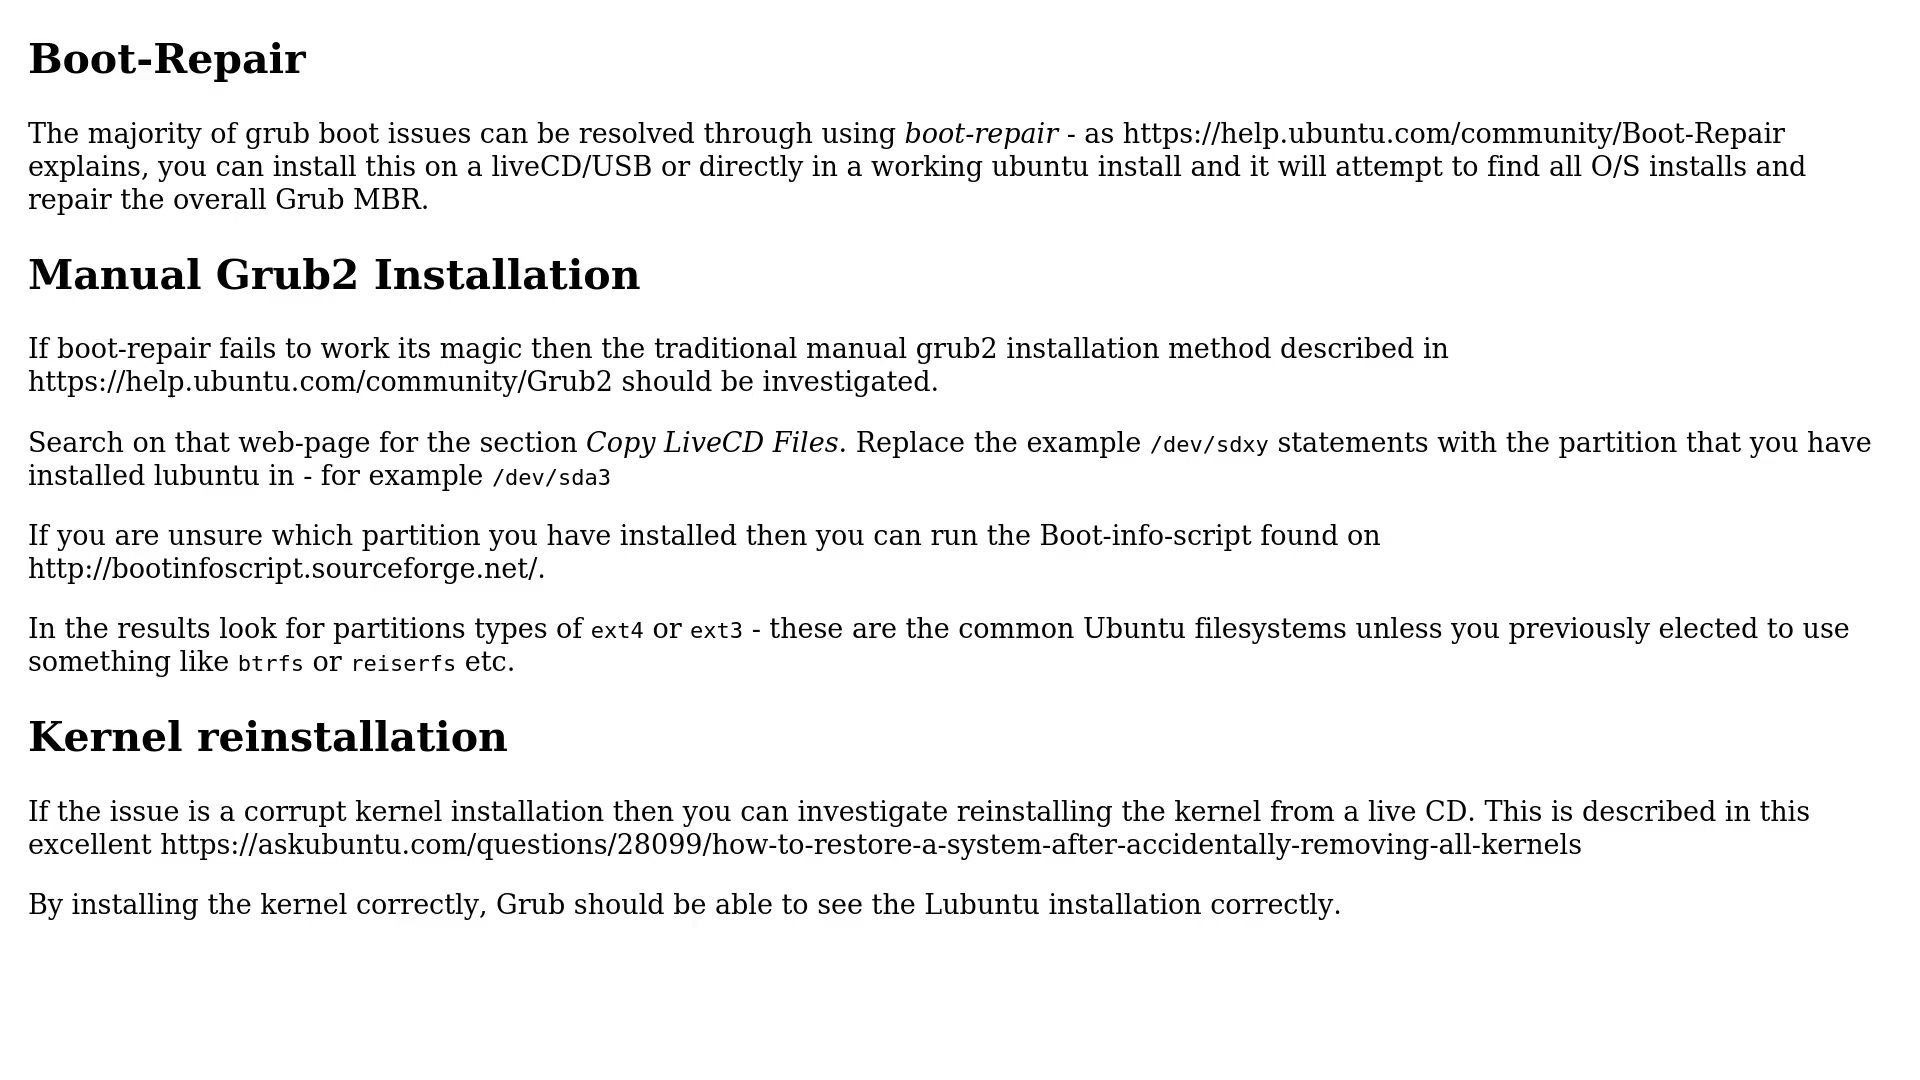 Boot-Repair
The majority of grub boot issues can be resolved through using boot-repair - as https://help.ubuntu.com/community/Boot-Repair
explains, you can install this on a liveCD/USB or directly in a working ubuntu install and it will attempt to find all O/S installs and
repair the overall Grub MBR.
Manual Grub2 Installation
If boot-repair fails to work its magic then the traditional manual grub2 installation method described in
https://help.ubuntu.com/community/Grub2 should be investigated.
Search on that web-page for the section Copy LiveCD Files. Replace the example /dev/sdxy statements with the partition that you have
installed lubuntu in - for example /dev/sda3
If you are unsure which partition you have installed then you can run the Boot-info-script found on
http://bootinfoscript.sourceforge.net/.
In the results look for partitions types of ext4 or ext3 - these are the common Ubuntu filesystems unless you previously elected to use
something like btrfs or reiserfs etc.
Kernel reinstallation
If the issue is a corrupt kernel installation then you can investigate reinstalling the kernel from a live CD. This is described in this
excellent https://askubuntu.com/questions/28099/how-to-restore-a-system-after-accidentally-removing-all-kernels
By installing the kernel correctly, Grub should be able to see the Lubuntu installation correctly.